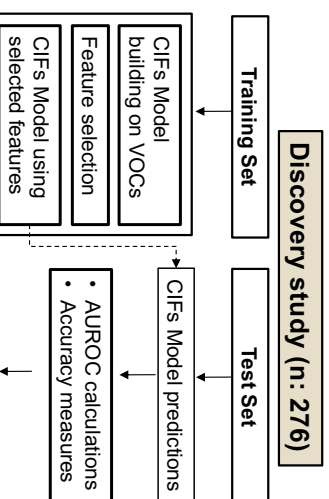 Discovery study (n: 276)
Training Set
CIFs Model
building on VOCs
Feature selection
CIFs Model using
selected features
Test Set
CIFs Model predictions
• AUROC calculations
• Accuracy measures